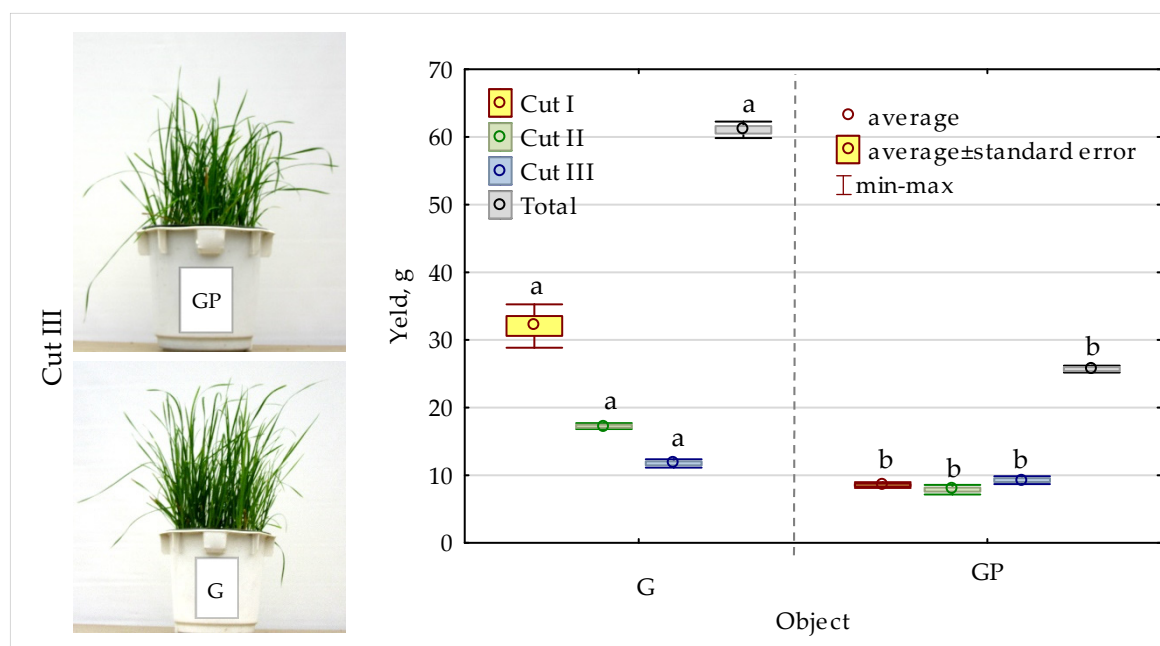 Cut III
GP
G
Yeld, g
70
60
50
40
30
20
10
0
Cut I
Cut II
Cut III
Total
average
average±standard error
min-max
a
a
a
a
b
b
b
b
G
GP
Object